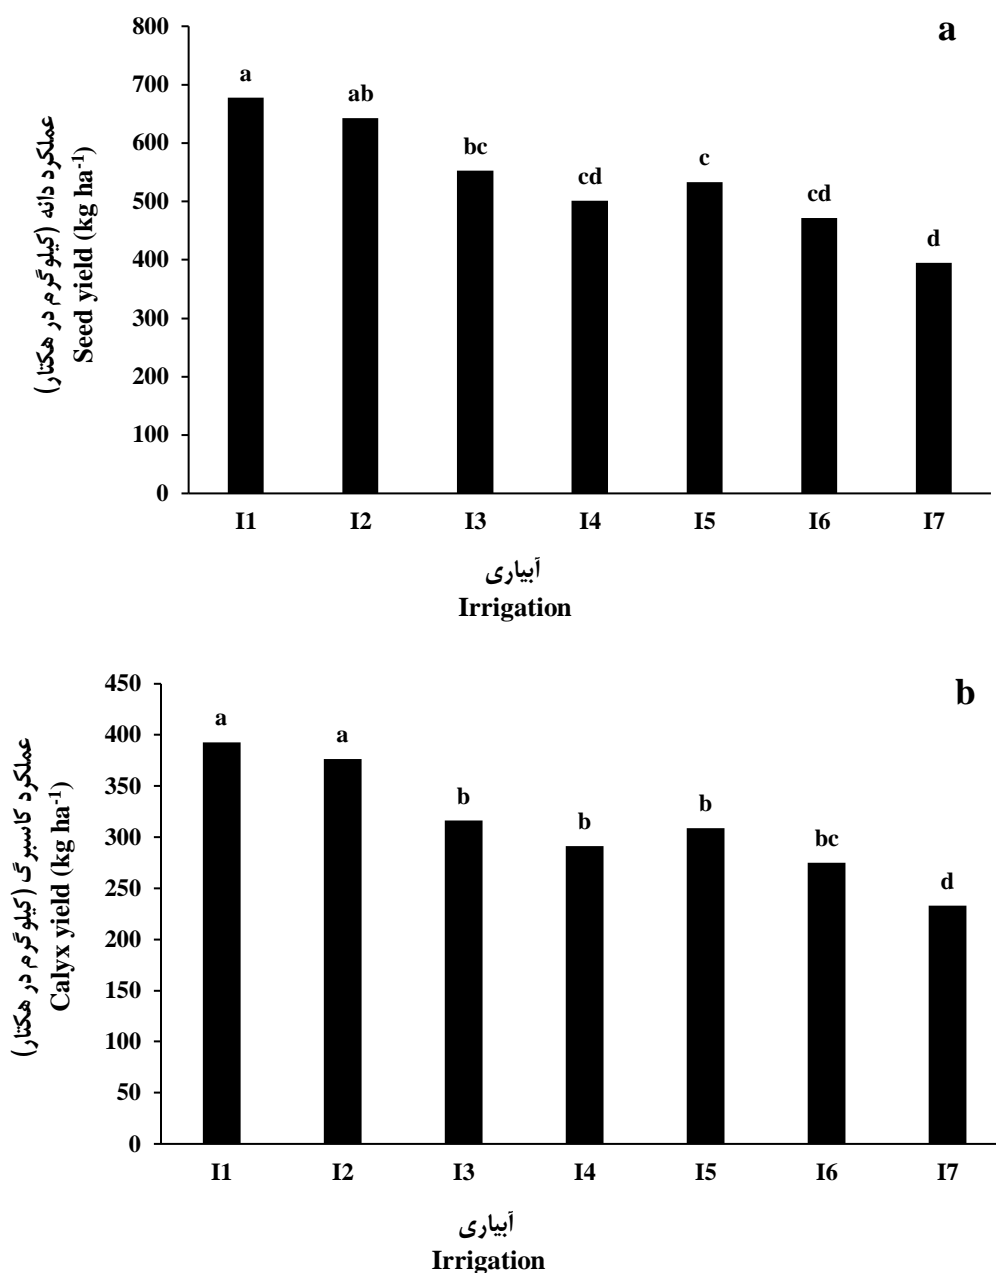 a
عملکرد دانه (کیلوگرم در هکتار)
Seed yield (kg ha-1)
800
700
600
500
400
300
200
100
0
a
ab
bc
cd
c
cd
d
I1 I2 I3 I4 I5 I6 I7
آبیاری
Irrigation
b
عملکرد کاسبرگ (کیلوگرم در هکتار)
Calyx yield (kg ha-1)
450
400
350
300
250
200
150
100
50
0
a
a
b
b
b
bc
d
I1 I2 I3 I4 I5 I6 I7
آبیاری
Irrigation